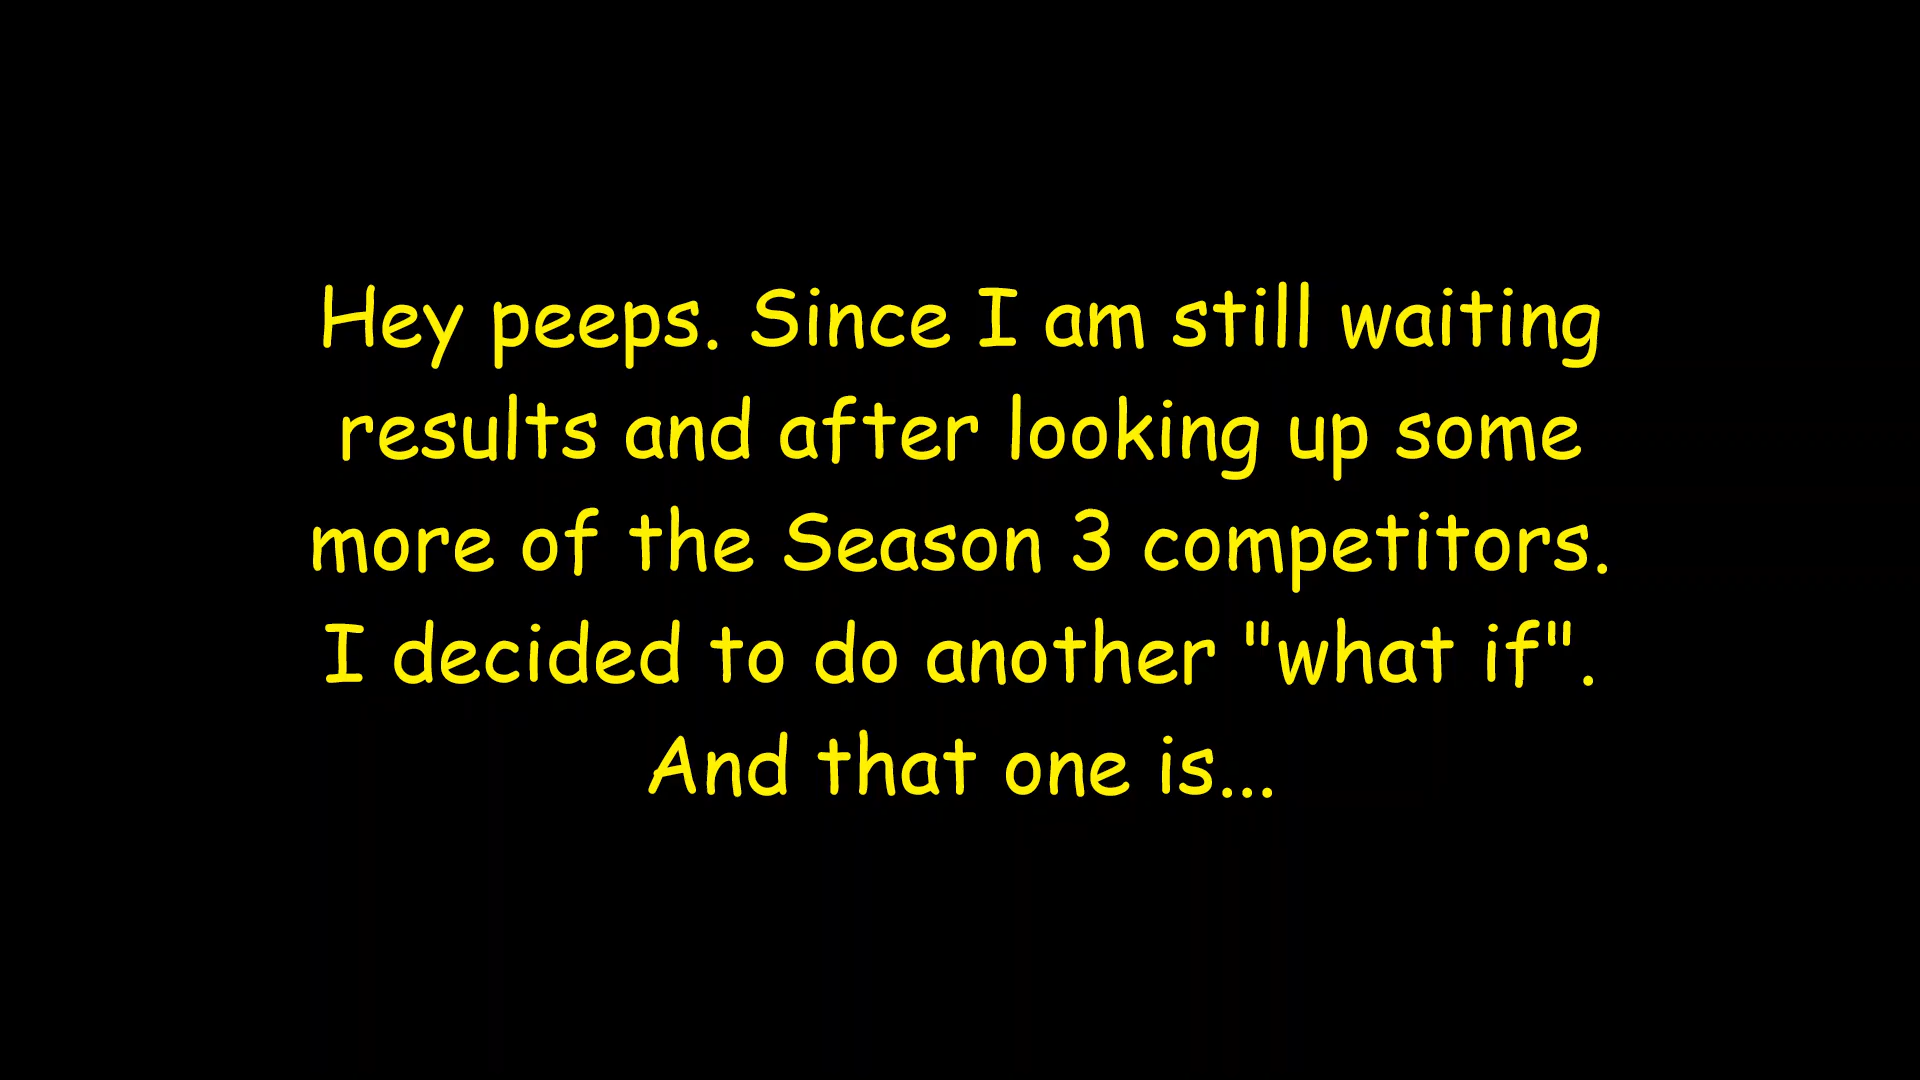 Hey peeps. Since I am still waiting
results and after looking up some
more of the Season 3 competitors.
I decided to do another "what if".
And that one is...